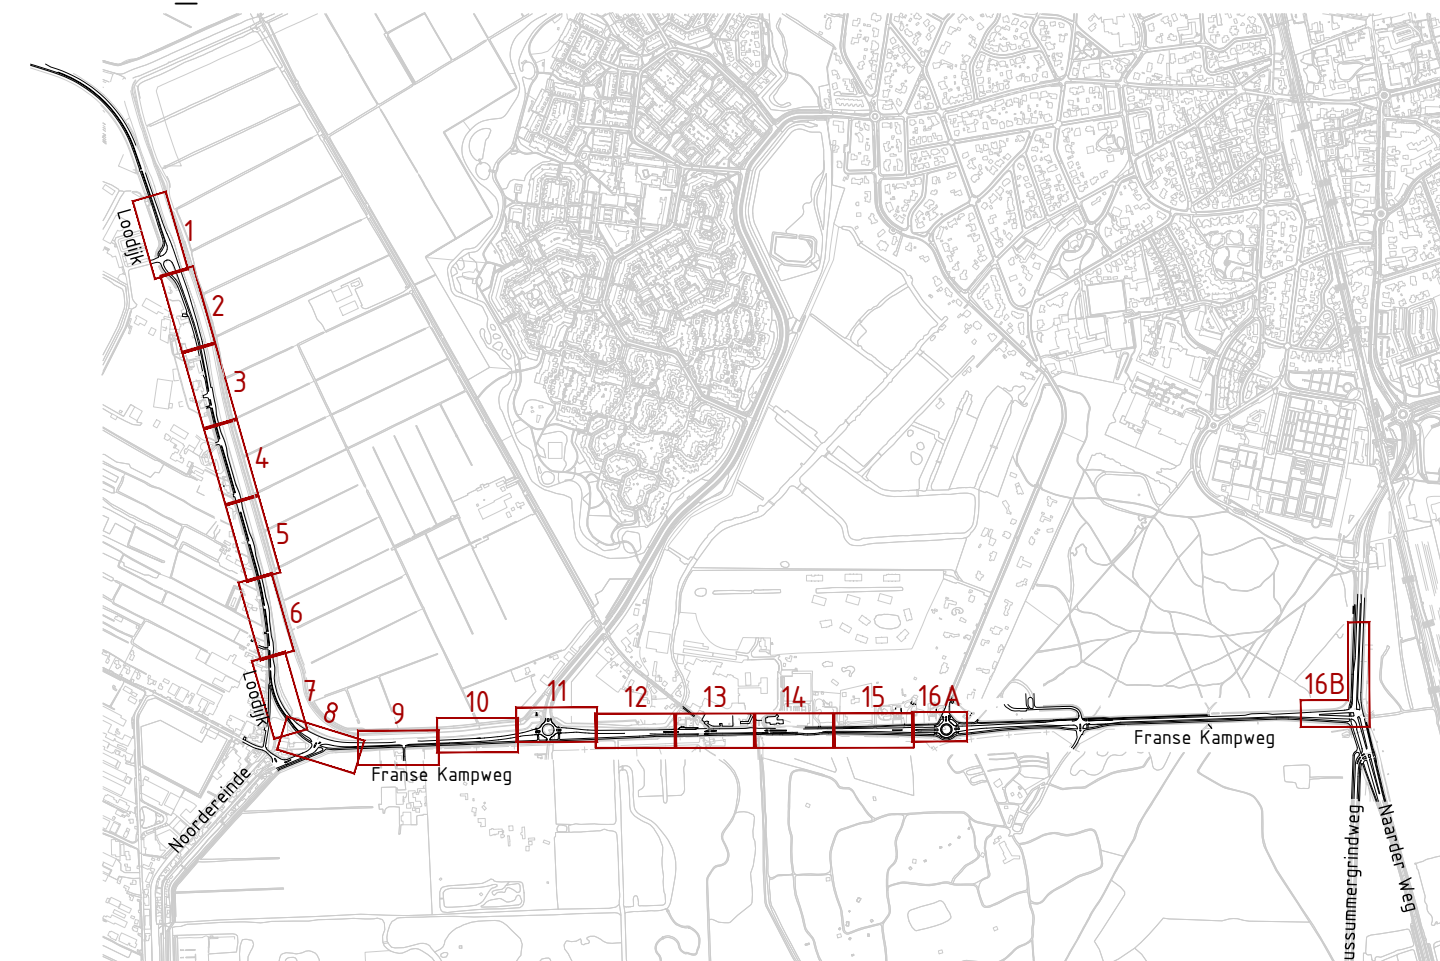 Loodijk
1
2
3
4
5
6
7
Loodijk
8
9
10
11
12
13
14
15
16A
16B
Franse Kampweg
Franse Kampweg
Noordereinde
ussummergrindweg
Naarder Weg